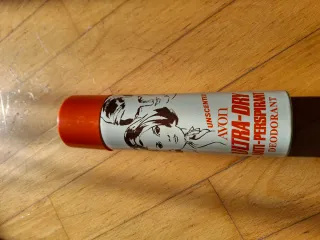 UNSCENTED
AVON
ULTRA-DRY
ANTI-PERSPIRANT
DEODORANT